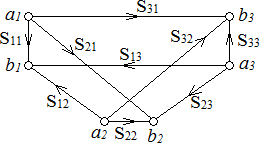 a1 S31 b3
S11 S21 S32 S33
b1 S13 a3
S12 S23
a2 S22 b2